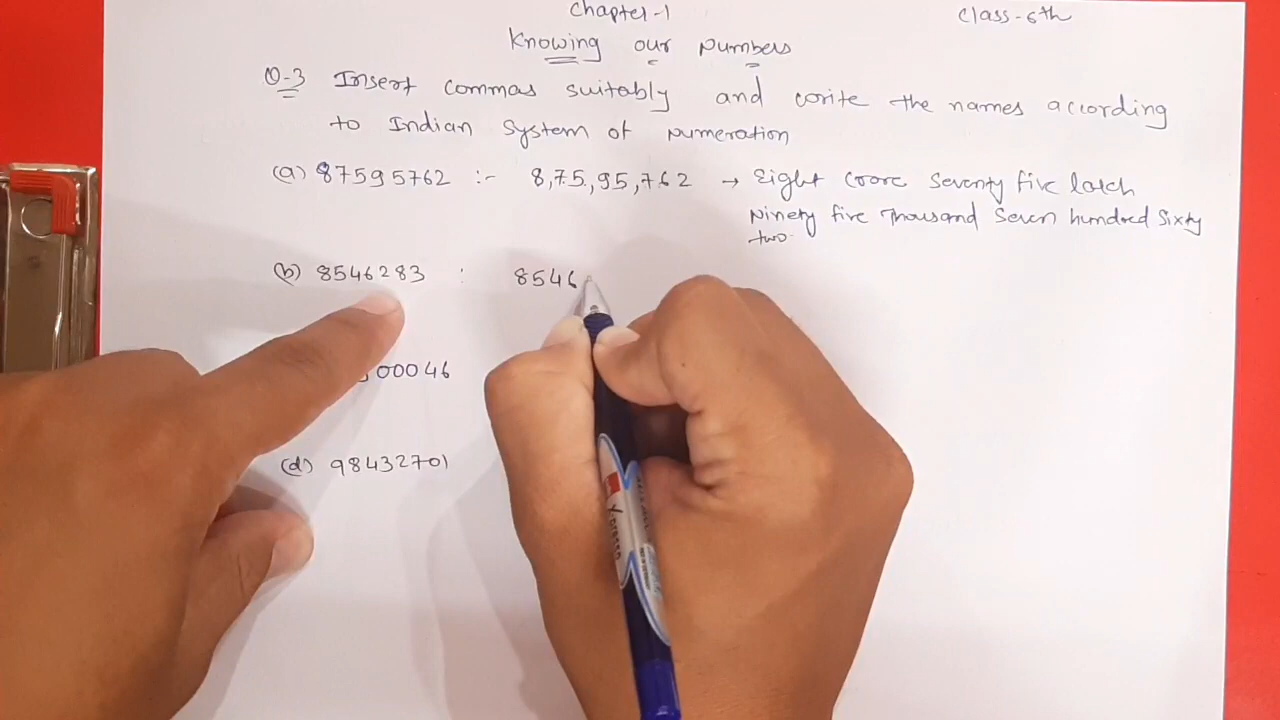 Chapter-1
Class-6th
Knowing our Numbers
Q-3 Insert commas suitably and write the names according
to Indian System of Numeration
(a) 87595762 :- 8,75,95,762 → Eight crore Seventy five latch
Ninety five Thousand Seven hundred Sixty
two.
(b) 8546283 : 8546
00046
(d) 98432701